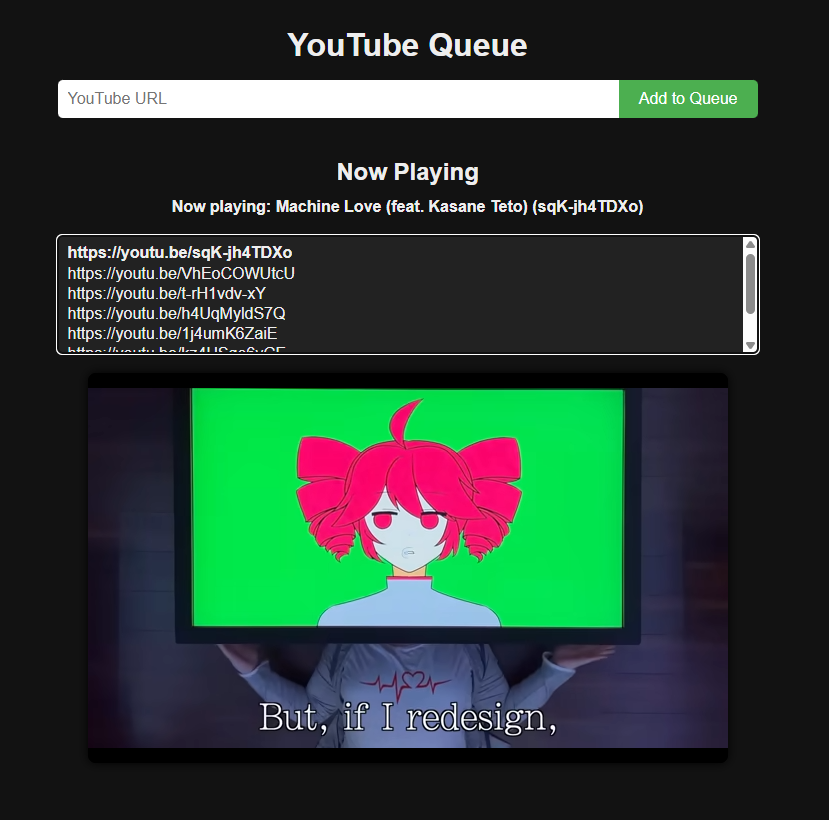 YouTube Queue
YouTube URL
Add to Queue
Now Playing
Now playing: Machine Love (feat. Kasane Teto) (sqK-jh4TDXo)
https://youtu.be/sqK-jh4TDXo
https://youtu.be/VhEoCOWUtcU
https://youtu.be/t-rH1vdv-xY
https://youtu.be/h4UqMyldS7Q
https://youtu.be/1j4umK6ZaiE
But, if I redesign,